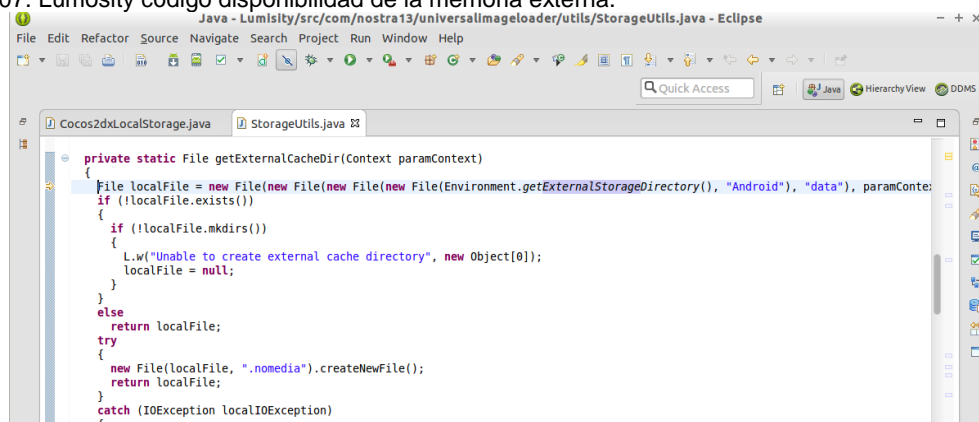 07. Lumosity código disponibilidad de la memoria externa.
Java - Lumisity/src/com/nostra13/universalimageloader/utils/StorageUtils.java - Eclipse
File Edit Refactor Source Navigate Search Project Run Window Help
Quick Access Java Hierarchy View DDMS
Cocos2dxLocalStorage.java StorageUtils.java
private static File getExternalCacheDir(Context paramContext)
{
File localFile = new File(new File(new File(new File(Environment.getExternalStorageDirectory(), "Android"), "data"), paramContex
if (!localFile.exists())
{
if (!localFile.mkdirs())
{
L.w("Unable to create external cache directory", new Object[0]);
localFile = null;
}
}
else
return localFile;
try
{
new File(localFile, ".nomedia").createNewFile();
return localFile;
}
catch (IOException localIOException)
{